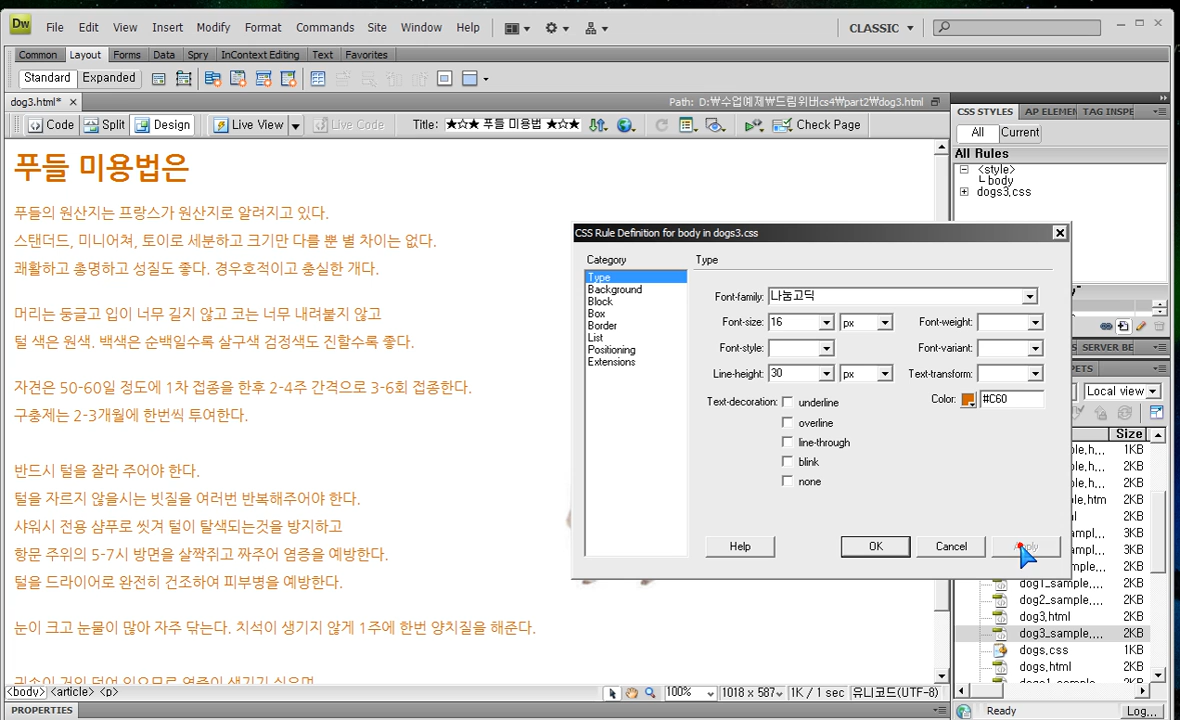 Dw File Edit View Insert Modify Format Commands Site Window Help CLASSIC
Common Layout Forms Data Spry InContext Editing Text Favorites
Standard Expanded
dog3.html* Path: D:₩수업예제₩드림위버cs4₩part2₩dog3.html
Code Split Design Live View Live Code Title: ★☆★ 푸들 미용법 ★☆★ Check Page
CSS STYLES AP ELEMEN TAG INSPE
All Current
All Rules
<style>
body
dogs3.css
푸들 미용법은
푸들의 원산지는 프랑스가 원산지로 알려지고 있다.
스탠더드, 미니어쳐, 토이로 세분하고 크기만 다를 뿐 별 차이는 없다.
쾌활하고 총명하고 성질도 좋다. 경우호적이고 충실한 개다.
머리는 둥글고 입이 너무 길지 않고 코는 너무 내려붙지 않고
털 색은 원색. 백색은 순백일수록 살구색 검정색도 진할수록 좋다.
자견은 50-60일 정도에 1차 접종을 한후 2-4주 간격으로 3-6회 접종한다.
구충제는 2-3개월에 한번씩 투여한다.
반드시 털을 잘라 주어야 한다.
털을 자르지 않을시는 빗질을 여러번 반복해주어야 한다.
샤워시 전용 샴푸로 씻겨 털이 탈색되는것을 방지하고
항문 주위의 5-7시 방면을 살짝쥐고 짜주어 염증을 예방한다.
털을 드라이어로 완전히 건조하여 피부병을 예방한다.
눈이 크고 눈물이 많아 자주 닦는다. 치석이 생기지 않게 1주에 한번 양치질을 해준다.
CSS Rule Definition for body in dogs3.css
Category Type
Type
Background
Block
Box
Border
List
Positioning
Extensions
Font-family: 나눔고딕
Font-size: 16 px Font-weight:
Font-style: Font-variant:
Line-height: 30 px Text-transform:
Text-decoration: underline Color: #C60
overline
line-through
blink
none
Help OK Cancel Apply
S SERVER BE
PETS
Local view
Size
ple.h... 1KB
ple.h... 2KB
ple.h... 2KB
ple.htm 2KB
ml 2KB
ampl... 3KB
ample... 3KB
ample... 2KB
dog1_sample.... 2KB
dog2_sample.... 2KB
dog3.html 2KB
dog3_sample.... 2KB
dogs.css 1KB
dogs.html 2KB
dogs1_sample... 2KB
<body> <article> <p> 100% 1018 x 587 1K / 1 sec 유니코드(UTF-8)
PROPERTIES Ready Log...